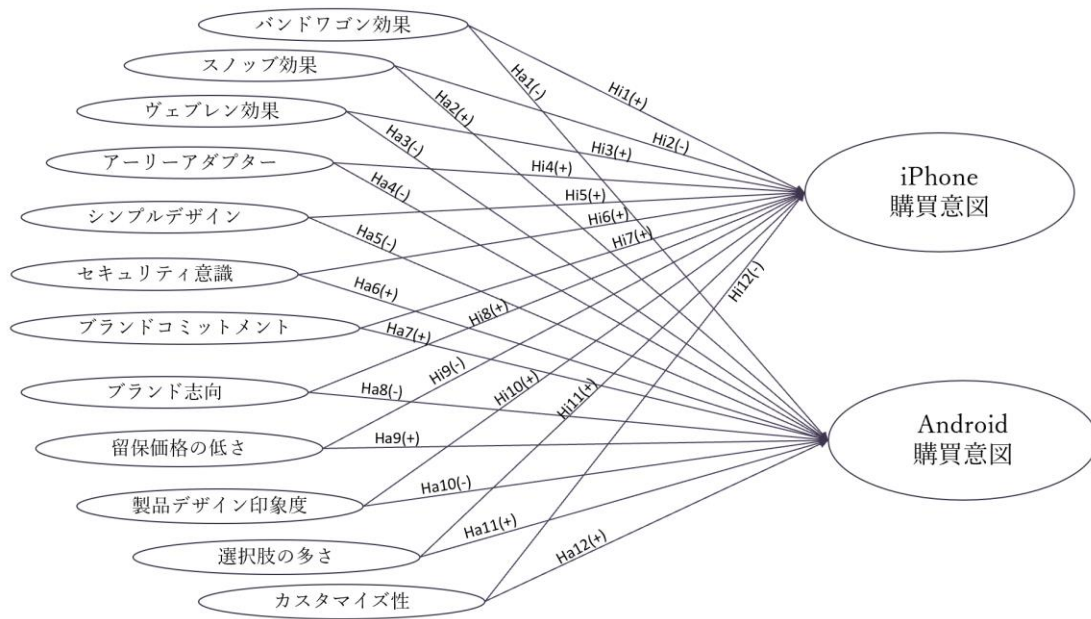 バンドワゴン効果
スノッブ効果
ヴェブレン効果
アーリーアダプター
シンプルデザイン
セキュリティ意識
ブランドコミットメント
ブランド志向
留保価格の低さ
製品デザイン印象度
選択肢の多さ
カスタマイズ性
Hi1(+)
Hi2(-)
Hi3(+)
Hi4(+)
Hi5(+)
Hi6(+)
Hi7(+)
Hi8(+)
Hi9(-)
Hi10(+)
Hi11(+)
Hi12(-)
Ha1(-)
Ha2(+)
Ha3(-)
Ha4(-)
Ha5(-)
Ha6(+)
Ha7(+)
Ha8(-)
Ha9(+)
Ha10(-)
Ha11(+)
Ha12(+)
iPhone
購買意図
Android
購買意図